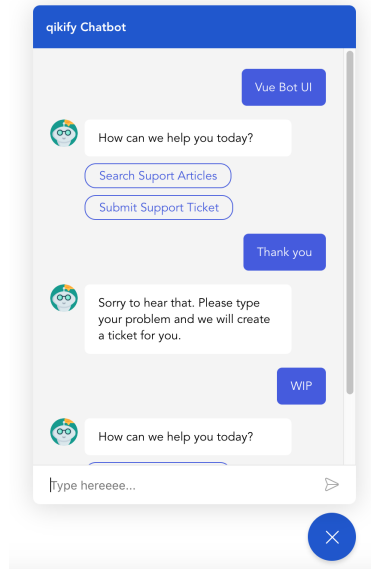 qikify Chatbot
Vue Bot UI
How can we help you today?
Search Suport Articles
Submit Support Ticket
Thank you
Sorry to hear that. Please type
your problem and we will create
a ticket for you.
WIP
How can we help you today?
Type hereeee...